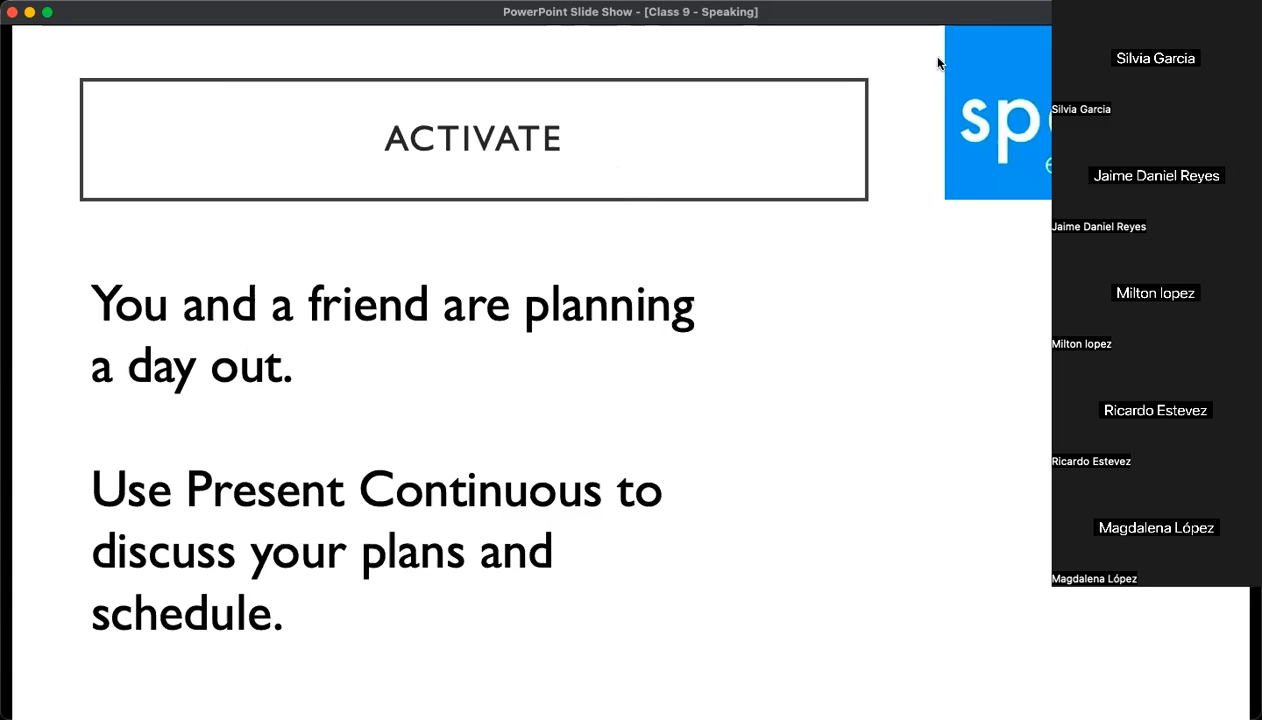 PowerPoint Slide Show - [Class 9 - Speaking]
ACTIVATE
You and a friend are planning
a day out.
Use Present Continuous to
discuss your plans and
schedule.
Silvia Garcia
Silvia Garcia
Jaime Daniel Reyes
Jaime Daniel Reyes
Milton lopez
Milton lopez
Ricardo Estevez
Ricardo Estevez
Magdalena López
Magdalena López